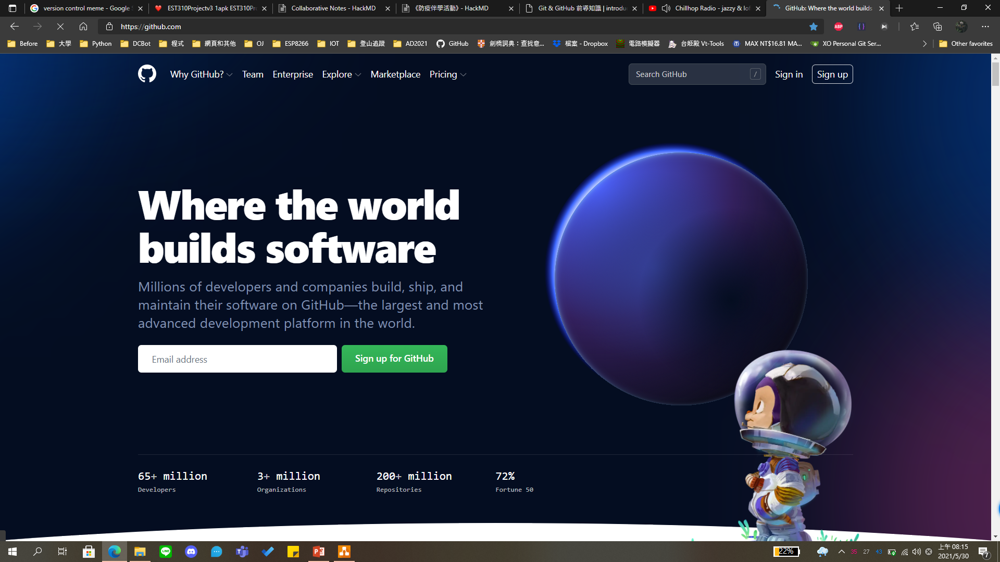 version control meme - Google S
EST310Projectv3 1apk EST310Pr
Collaborative Notes - HackMD
《防疫伴學活動》 - HackMD
Git & GitHub 前導知識 | introdu
Chillhop Radio - jazzy & lof
GitHub: Where the world builds
https://github.com
ABP
Before
大學
Python
DCBot
程式
網頁和其他
OJ
ESP8266
IOT
登山追蹤
AD2021
GitHub
劍橋詞典：查找意...
檔案 - Dropbox
電路模擬器
台姬殿 Vt-Tools
MAX NT$16.81 MA...
XO Personal Git Ser...
Other favorites
Why GitHub?
Team
Enterprise
Explore
Marketplace
Pricing
Search GitHub
/
Sign in
Sign up
Where the world
builds software
Millions of developers and companies build, ship, and
maintain their software on GitHub—the largest and most
advanced development platform in the world.
Email address
Sign up for GitHub
65+ million
Developers
3+ million
Organizations
200+ million
Repositories
72%
Fortune 50
LINE
22%
35
27
43
上午 08:15
2021/5/30
7